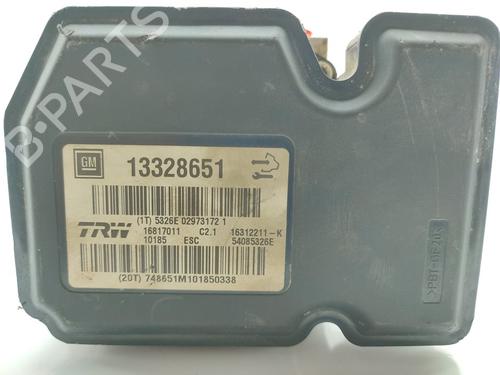 B-PARTS
GM 13328651
(1T) 5326E 02973172 1
TRW 16817011 C2.1 16312211-K
10185 ESC 54085326E
(20T) 748651M101850338